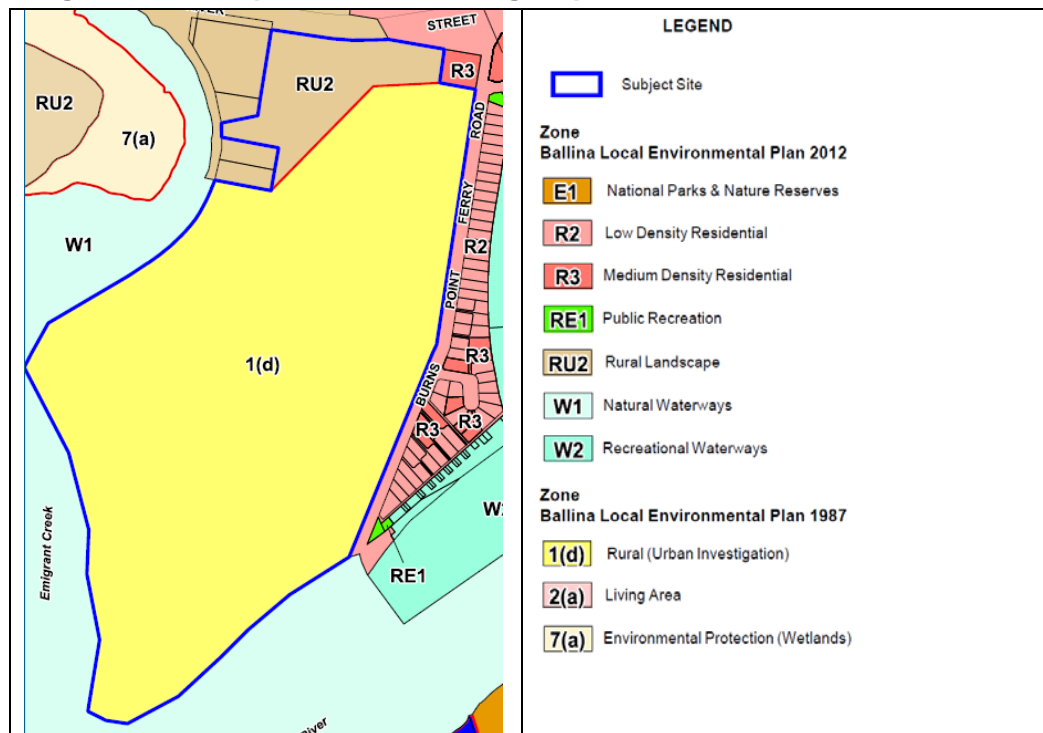 STREET
R3
RU2
RU2
7(a)
ROAD
FERRY
R2
W1
POINT
R3
1(d)
BURNS
R3
R3
Emigrant Creek
RE1
River
LEGEND
Subject Site
Zone
Ballina Local Environmental Plan 2012
E1 National Parks & Nature Reserves
R2 Low Density Residential
R3 Medium Density Residential
RE1 Public Recreation
RU2 Rural Landscape
W1 Natural Waterways
W2 Recreational Waterways
Zone
Ballina Local Environmental Plan 1987
1(d) Rural (Urban Investigation)
2(a) Living Area
7(a) Environmental Protection (Wetlands)